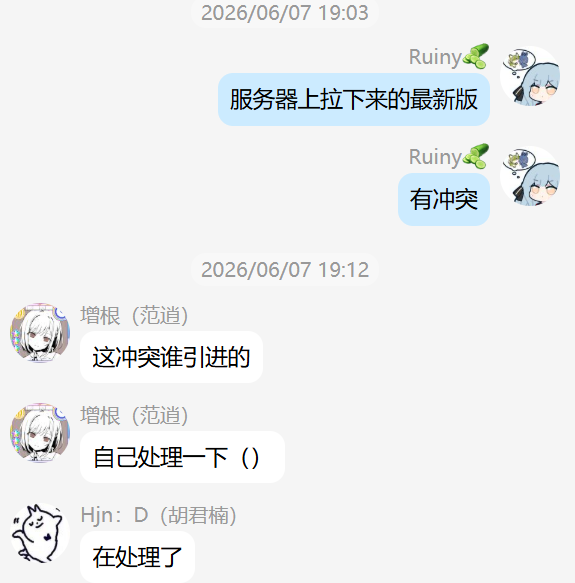 2026/06/07 19:03
Ruiny🥒
服务器上拉下来的最新版
Ruiny🥒
有冲突
2026/06/07 19:12
增根（范逍）
这冲突谁引进的
增根（范逍）
自己处理一下（）
Hjn：D（胡君楠）
在处理了